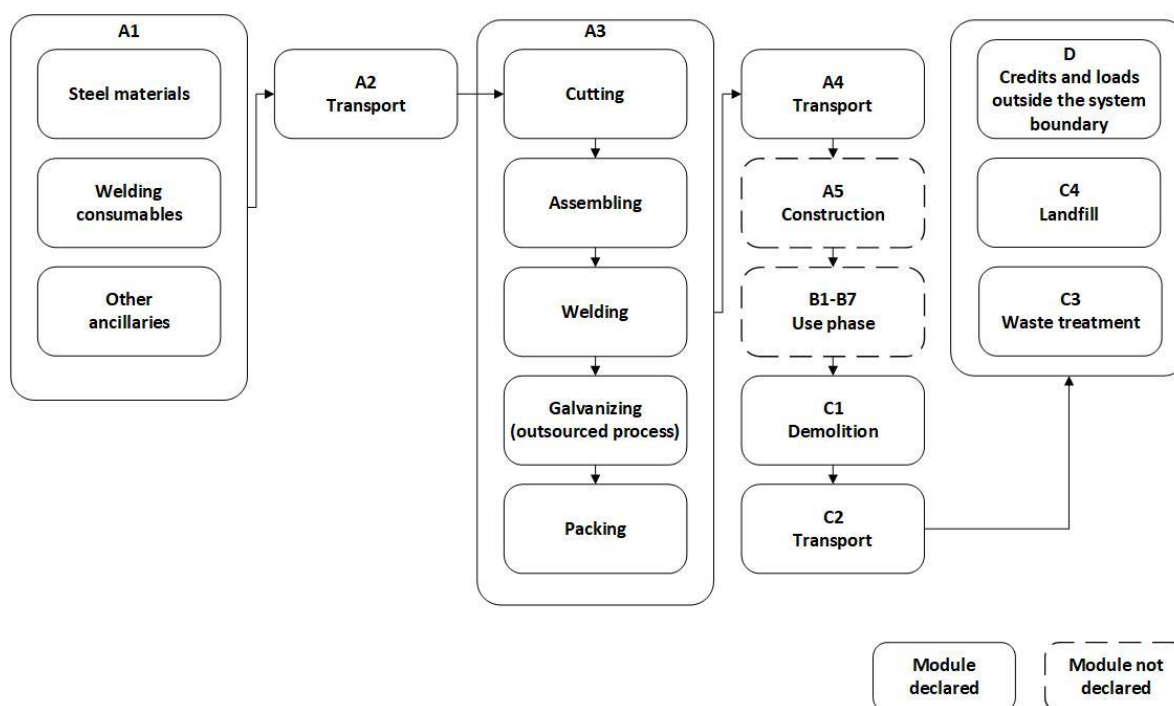 A1
Steel materials
Welding
consumables
Other
ancillaries
A2
Transport
A3
Cutting
Assembling
Welding
Galvanizing
(outsourced process)
Packing
A4
Transport
A5
Construction
B1-B7
Use phase
C1
Demolition
C2
Transport
D
Credits and loads
outside the system
boundary
C4
Landfill
C3
Waste treatment
Module
declared
Module not
declared